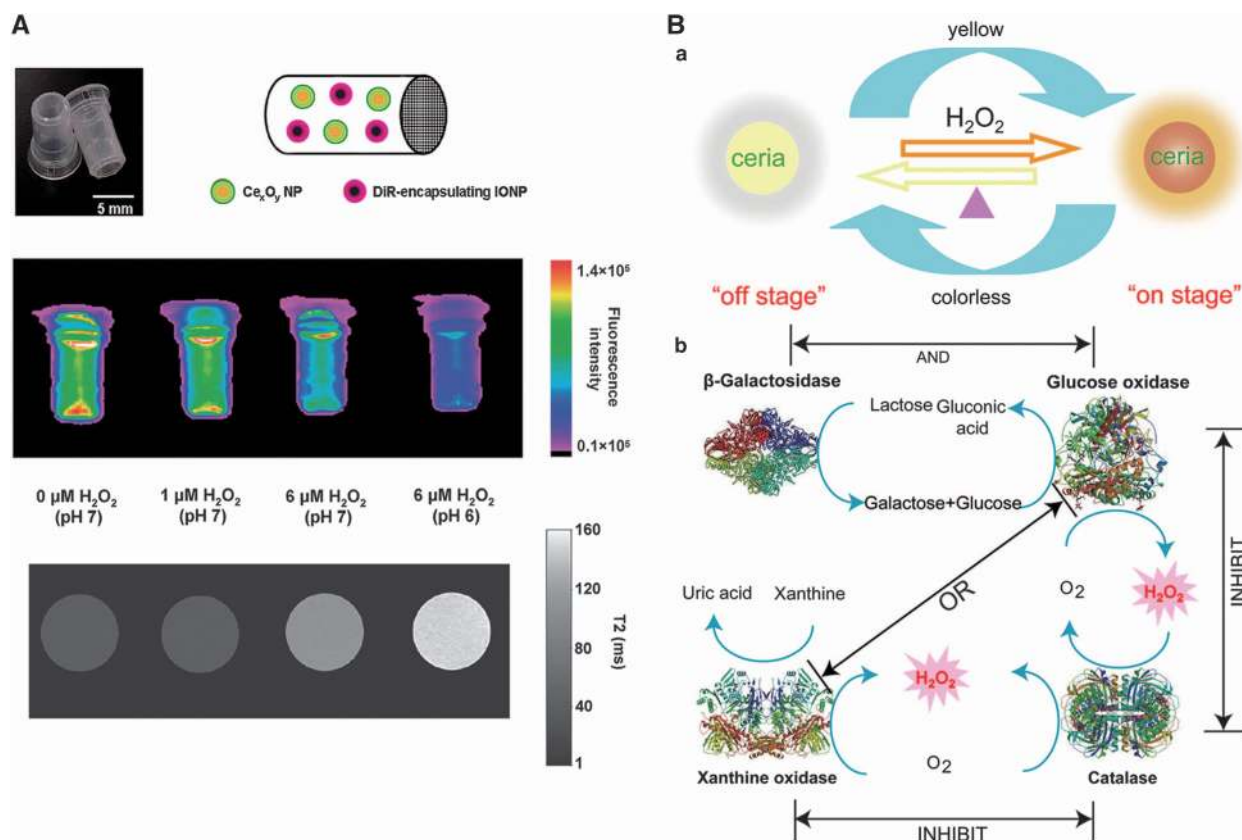 A
5 mm
CeₓOᵧ NP
DiR-encapsulating IONP
1.4×10⁵
Fluorescence
intensity
0.1×10⁵
0 µM H₂O₂
(pH 7)
1 µM H₂O₂
(pH 7)
6 µM H₂O₂
(pH 7)
6 µM H₂O₂
(pH 6)
160
120
80
40
1
T2 (ms)
B
a
yellow
H₂O₂
ceria
ceria
colorless
"off stage"
"on stage"
b
AND
β-Galactosidase
Glucose oxidase
Lactose
Gluconic
acid
Galactose+Glucose
OR
INHIBIT
O₂
H₂O₂
Uric acid
Xanthine
H₂O₂
O₂
Xanthine oxidase
Catalase
INHIBIT